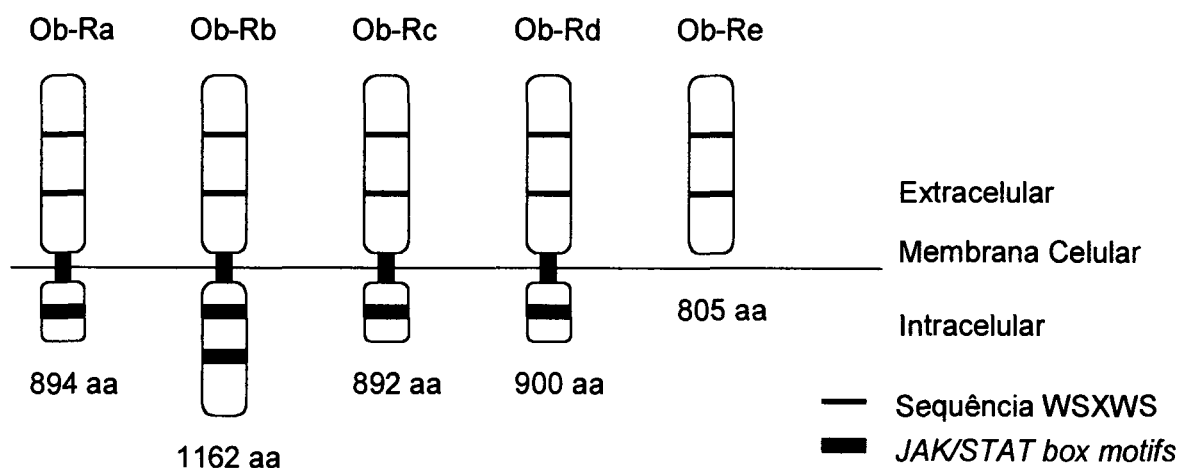 Ob-Ra Ob-Rb Ob-Rc Ob-Rd Ob-Re
Extracelular
Membrana Celular
805 aa
Intracelular
894 aa 892 aa 900 aa
Sequência WSXWS
JAK/STAT box motifs
1162 aa